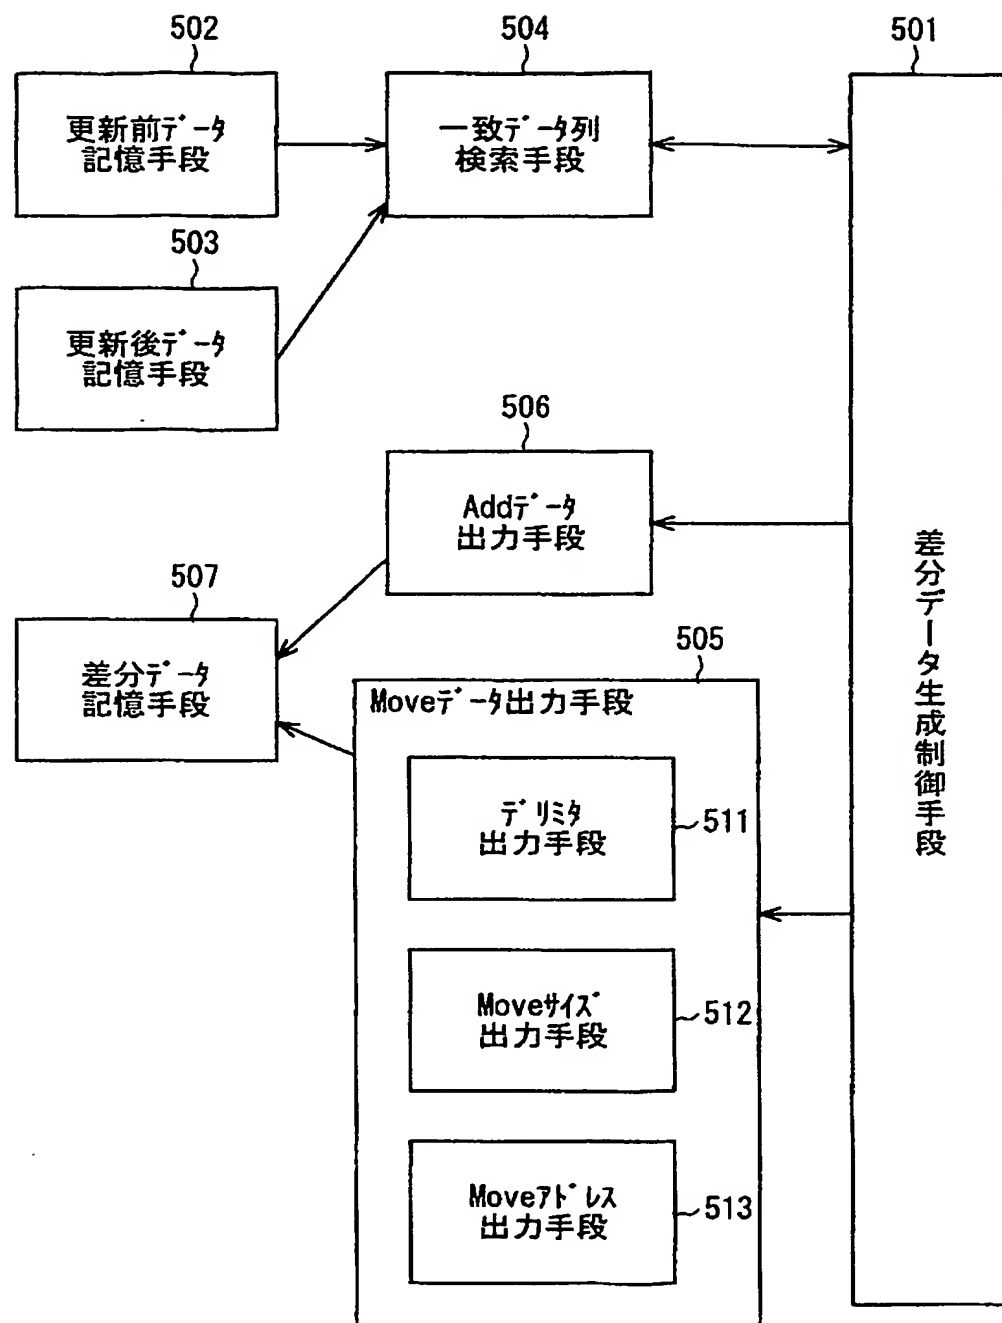 502
504
501
更新前ﾃﾞｰﾀ
記憶手段
一致ﾃﾞｰﾀ列
検索手段
503
更新後ﾃﾞｰﾀ
記憶手段
506
Addﾃﾞｰﾀ
出力手段
差分データ生成制御手段
507
差分ﾃﾞｰﾀ
記憶手段
505
Moveﾃﾞｰﾀ出力手段
ﾃﾞﾘﾐﾀ
出力手段
511
Moveｻｲｽﾞ
出力手段
512
Moveｱﾄﾞﾚｽ
出力手段
513